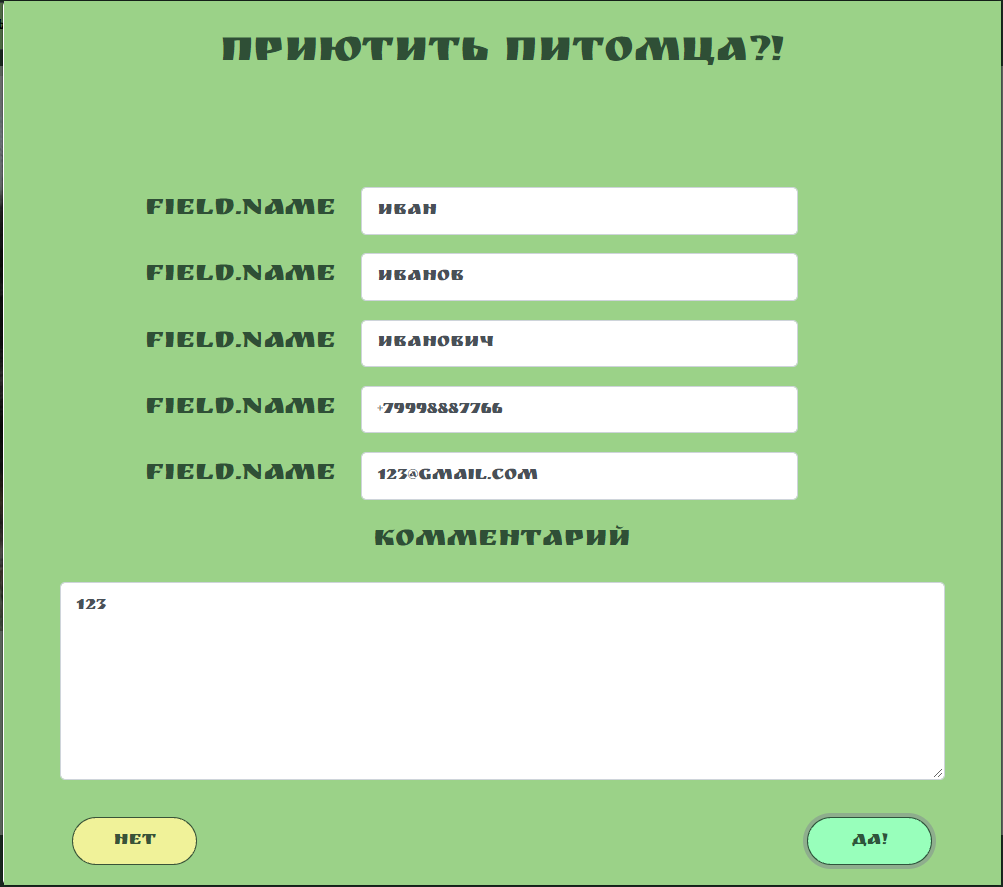 ПРИЮТИТЬ ПИТОМЦА?!
FIELD.NAME ИВАН
FIELD.NAME ИВАНОВ
FIELD.NAME ИВАНОВИЧ
FIELD.NAME +79998887766
FIELD.NAME 123@GMAIL.COM
КОММЕНТАРИЙ
123
НЕТ ДА!